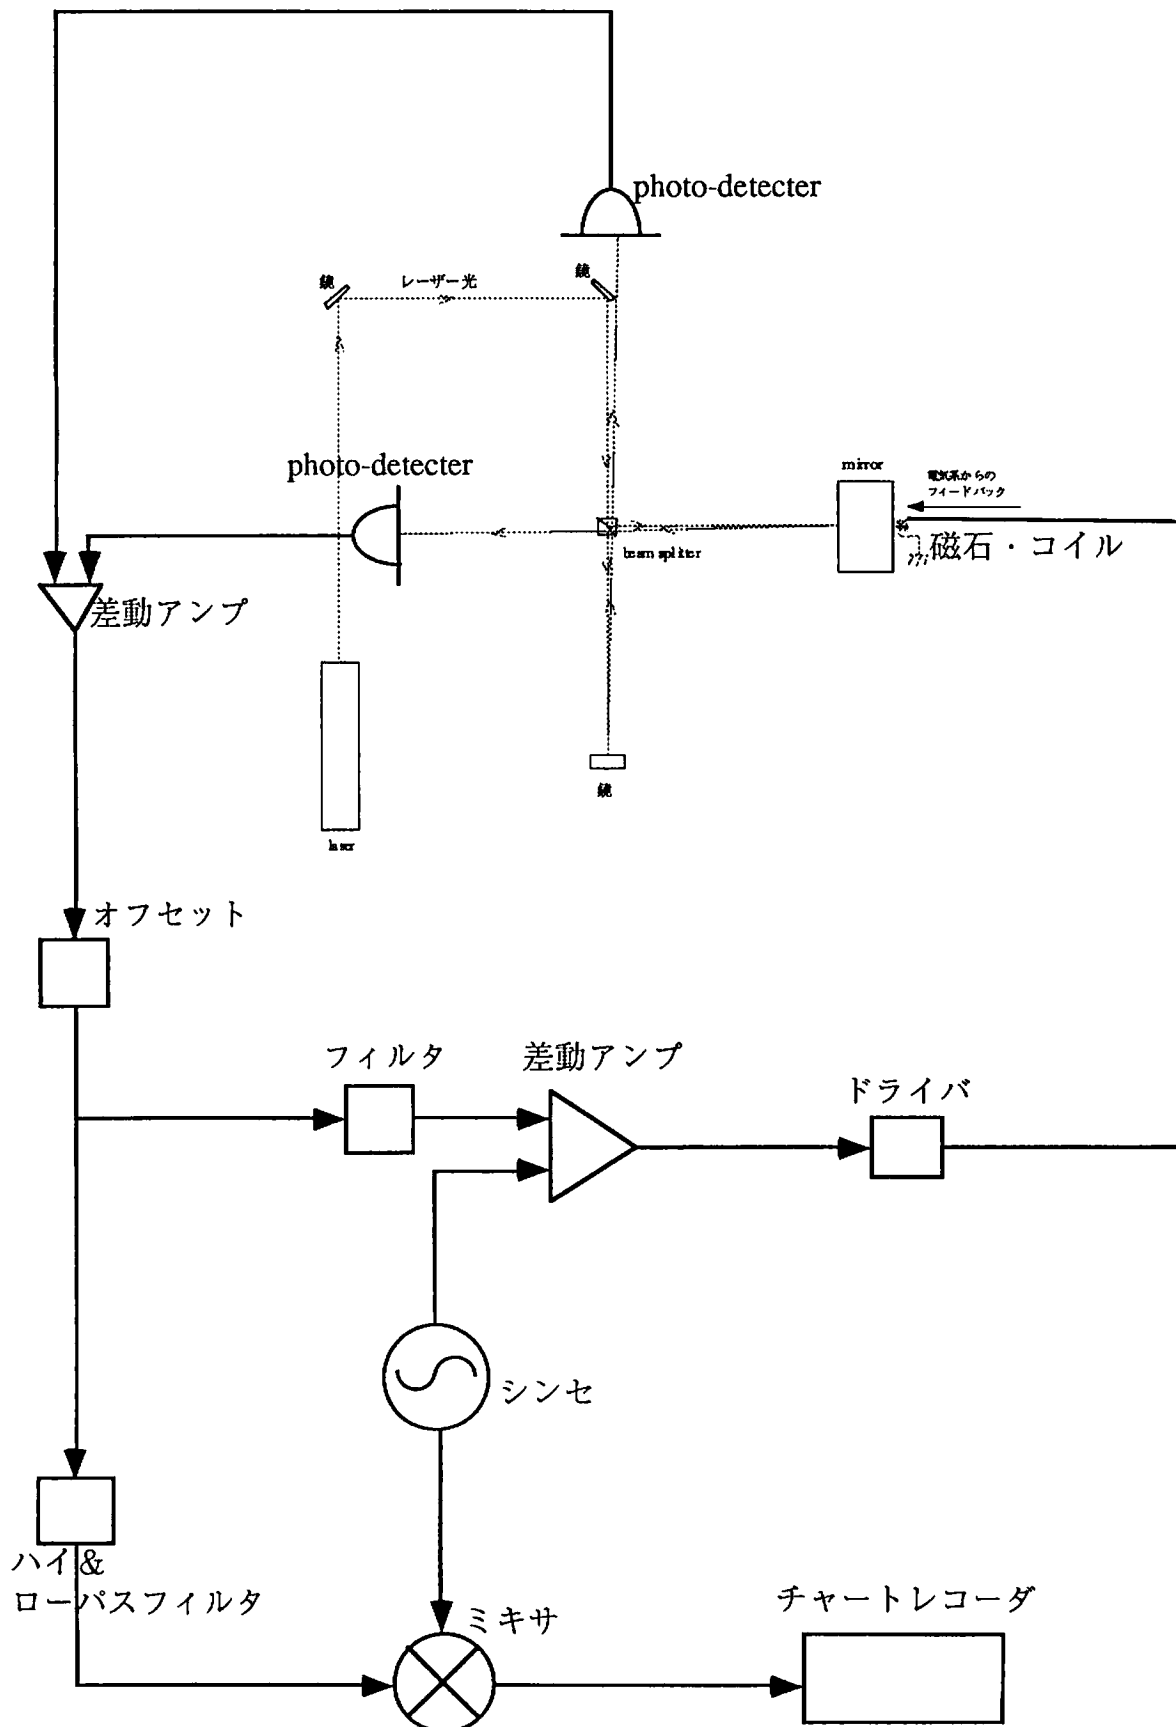 photo-detecter
鏡
レーザー光
鏡
photo-detecter
mirror
電気系からの
フィードバック
beam spliter
磁石・コイル
差動アンプ
鏡
laser
オフセット
フィルタ
差動アンプ
ドライバ
シンセ
ハイ&
ローパスフィルタ
ミキサ
チャートレコーダ